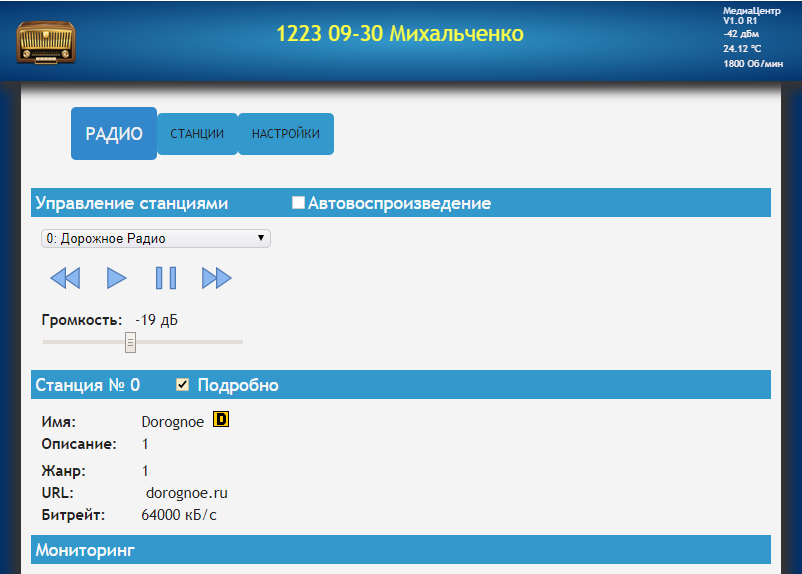 1223 09-30 Михальченко
МедиаЦентр
V1.0 R1
-42 дБм
24.12 °C
1800 Об/мин
РАДИО СТАНЦИИ НАСТРОЙКИ
Управление станциями Автовоспроизведение
0: Дорожное Радио
Громкость: -19 дБ
Станция № 0 Подробно
Имя: Dorognoe D
Описание: 1
Жанр: 1
URL: dorognoe.ru
Битрейт: 64000 кБ/с
Мониторинг